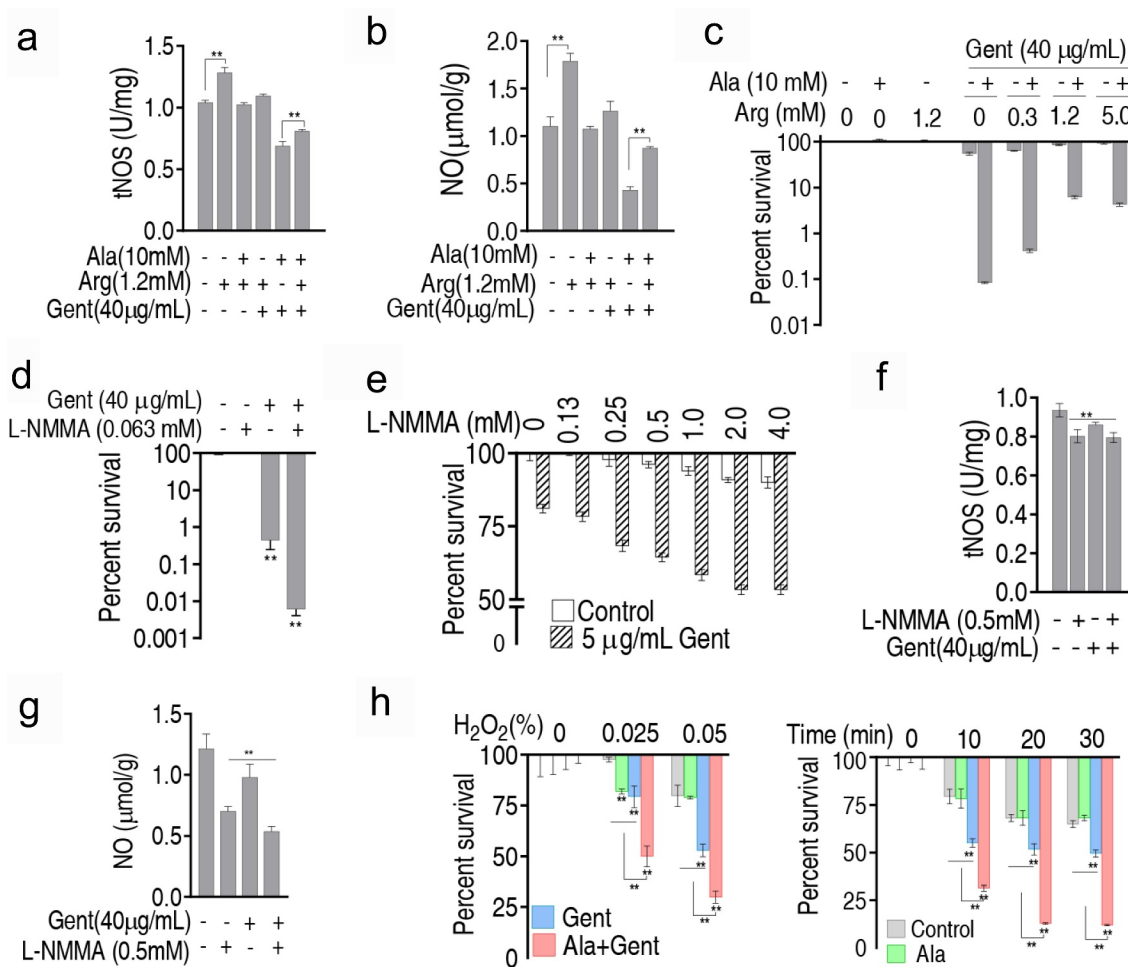 a
tNOS (U/mg)
1.5
1.0
0.5
0.0
**
**
Ala(10mM) - - + - + +
Arg(1.2mM) - + + + - +
Gent(40μg/mL) - - - + + +
b
NO(μmol/g)
2.0
1.5
1.0
0.5
0.0
**
**
Ala(10mM) - - + - + +
Arg(1.2mM) - + + + - +
Gent(40μg/mL) - - - + + +
c
Gent (40 μg/mL)
Ala (10 mM) - + - - + - + - + - +
Arg (mM) 0 0 1.2 0 0.3 1.2 5.0
Percent survival
100
10
1
0.1
0.01
d
Gent (40 μg/mL) - - + +
L-NMMA (0.063 mM) - + - +
Percent survival
100
10
1
0.1
0.01
0.001
**
**
e
L-NMMA (mM) 0 0.13 0.25 0.5 1.0 2.0 4.0
Percent survival
100
75
50
0
Control
5 μg/mL Gent
f
tNOS (U/mg)
1.0
0.8
0.6
0.4
0.2
0.0
**
L-NMMA (0.5mM) - + - +
Gent(40μg/mL) - - + +
g
NO (μmol/g)
1.5
1.0
0.5
0.0
**
Gent(40μg/mL) - - + +
L-NMMA (0.5mM) - + - +
h
H₂O₂(%) 0 0.025 0.05
Percent survival
100
75
50
25
0
** ** ** **
** ** **
Gent
Ala+Gent
Time (min) 0 10 20 30
Percent survival
100
75
50
25
0
** ** **
** ** **
** ** **
Control
Ala